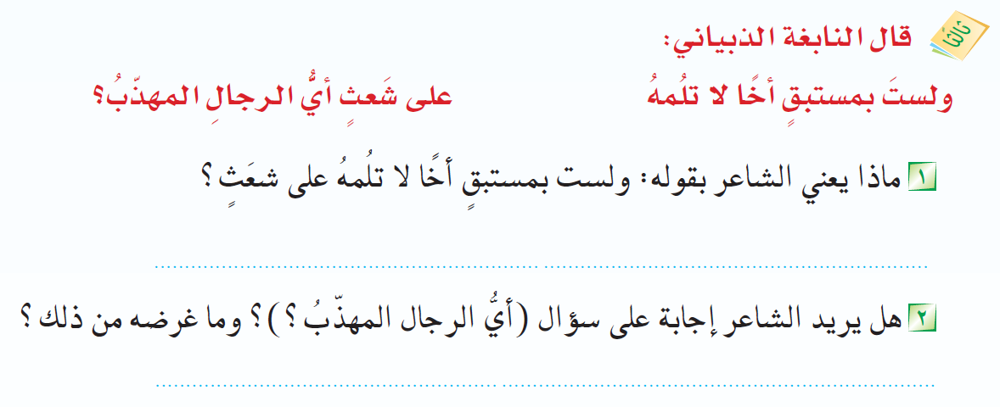 ثالثًا
قال النابغة الذبياني:
ولستَ بمستبقٍ أخًا لا تلُمهُ على شَعثٍ أيُّ الرجالِ المهذّبُ؟
١ ماذا يعني الشاعر بقوله: ولست بمستبقٍ أخًا لا تلُمهُ على شعَثٍ؟
٢ هل يريد الشاعر إجابة على سؤال (أيُّ الرجال المهذّبُ؟)؟ وما غرضه من ذلك؟